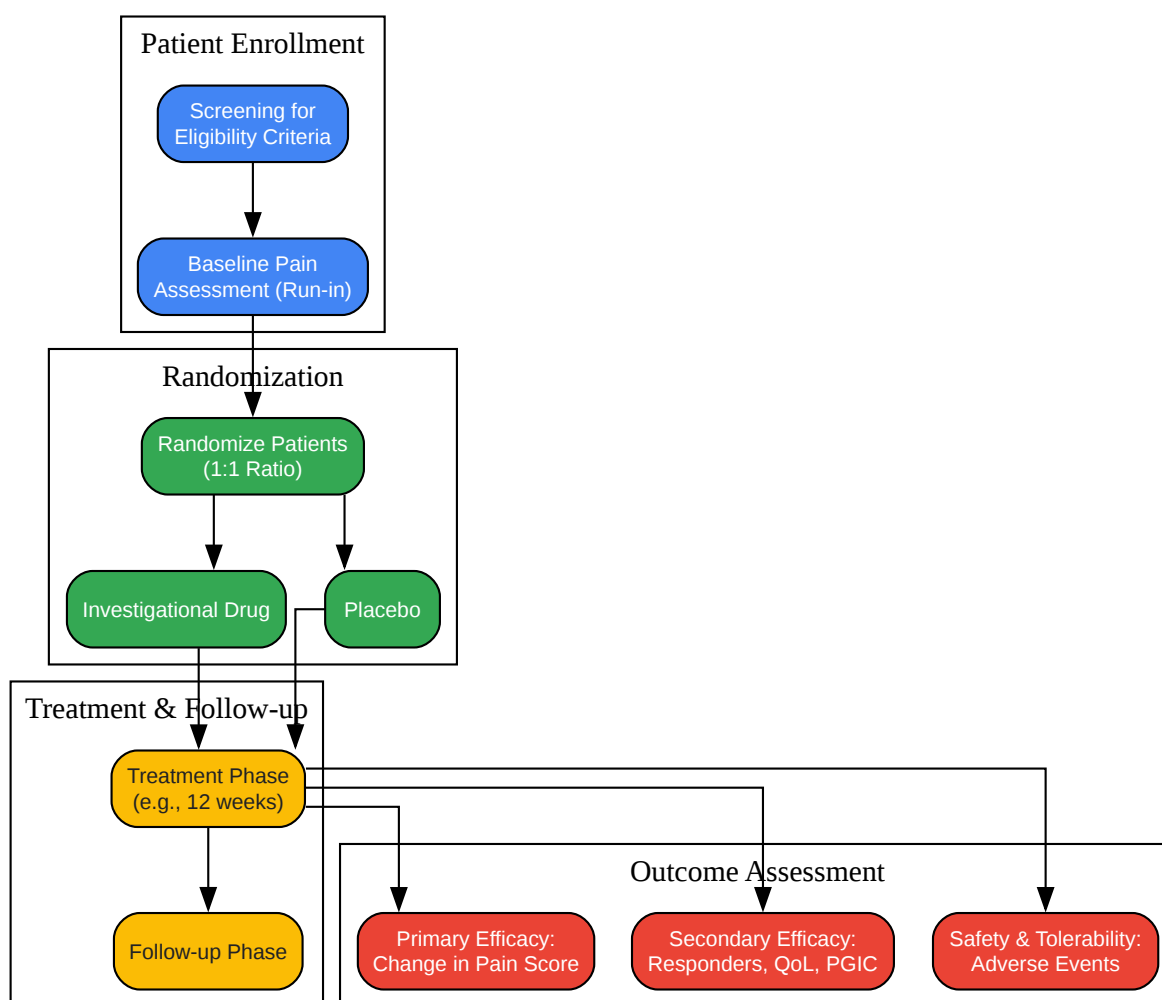 Patient Enrollment
Screening for
Eligibility Criteria
Baseline Pain
Assessment (Run-in)
Randomization
Randomize Patients
(1:1 Ratio)
Investigational Drug
Placebo
Treatment & Follow-up
Treatment Phase
(e.g., 12 weeks)
Follow-up Phase
Outcome Assessment
Primary Efficacy:
Change in Pain Score
Secondary Efficacy:
Responders, QoL, PGIC
Safety & Tolerability:
Adverse Events